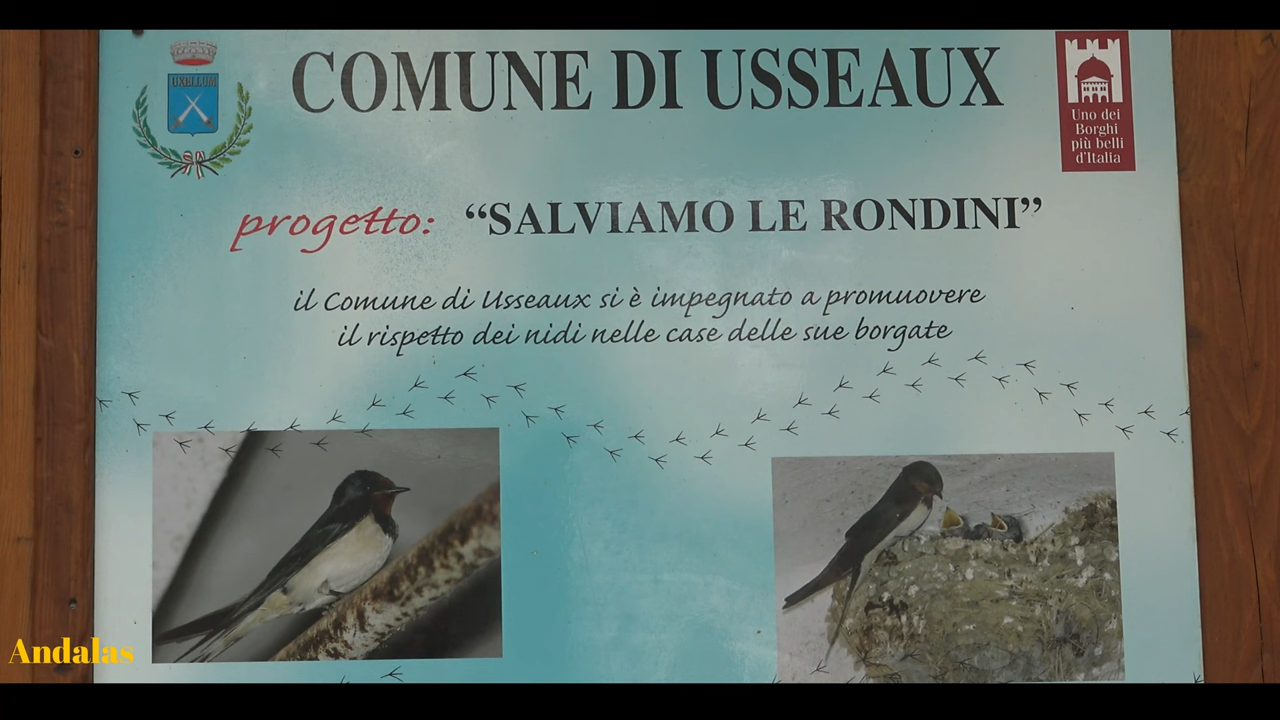 UXELLUM
COMUNE DI USSEAUX
Uno dei
Borghi
più belli
d'Italia
progetto: “SALVIAMO LE RONDINI”
il Comune di Usseaux si è impegnato a promuovere
il rispetto dei nidi nelle case delle sue borgate
Andalas